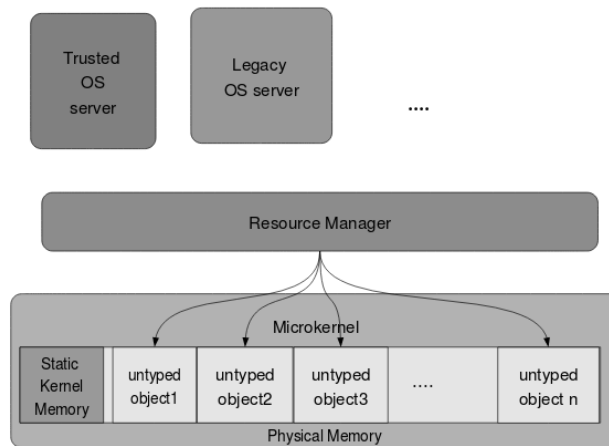 Trusted
OS
server
Legacy
OS server
....
Resource Manager
Microkernel
Static
Kernel
Memory
untyped
object1
untyped
object2
untyped
object3
....
untyped
object n
Physical Memory